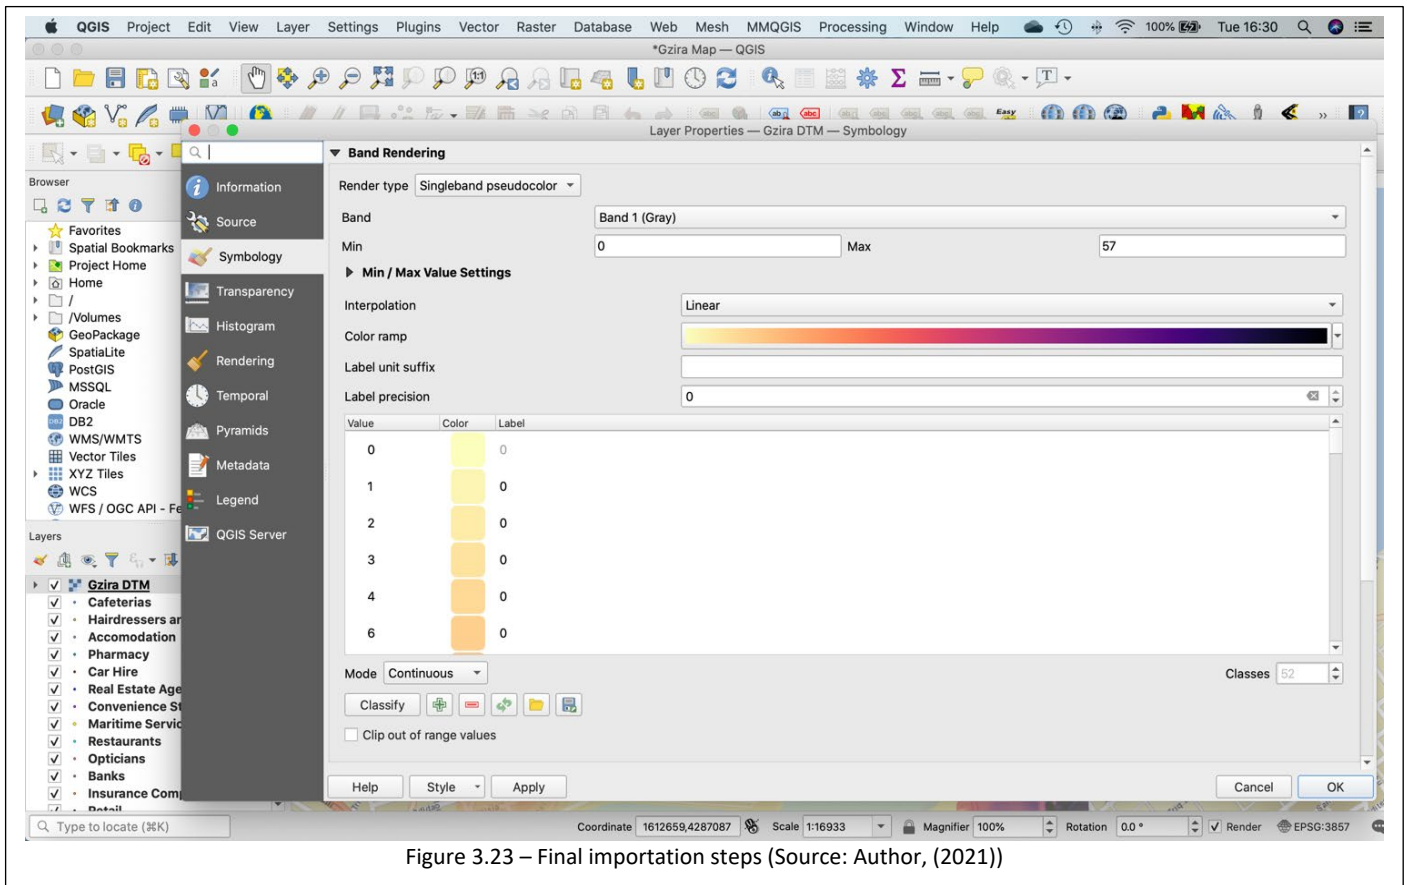 QGIS Project Edit View Layer Settings Plugins Vector Raster Database Web Mesh MMQGIS Processing Window Help 100% Tue 16:30
*Gzira Map — QGIS
Layer Properties — Gzira DTM — Symbology
Browser
Favorites
Spatial Bookmarks
Project Home
Home
/
/Volumes
GeoPackage
SpatiaLite
PostGIS
MSSQL
Oracle
DB2
WMS/WMTS
Vector Tiles
XYZ Tiles
WCS
WFS / OGC API - Fe
Layers
Gzira DTM
Cafeterias
Hairdressers ar
Accomodation
Pharmacy
Car Hire
Real Estate Age
Convenience St
Maritime Servic
Restaurants
Opticians
Banks
Insurance Com
Retail
Information
Source
Symbology
Transparency
Histogram
Rendering
Temporal
Pyramids
Metadata
Legend
QGIS Server
Band Rendering
Render type Singleband pseudocolor
Band Band 1 (Gray)
Min 0 Max 57
Min / Max Value Settings
Interpolation Linear
Color ramp
Label unit suffix
Label precision 0
Value Color Label
0 0
1 0
2 0
3 0
4 0
6 0
Mode Continuous Classes 52
Classify
Clip out of range values
Help Style Apply Cancel OK
Type to locate (⌘K) Coordinate 1612659,4287087 Scale 1:16933 Magnifier 100% Rotation 0.0 ° Render EPSG:3857
Figure 3.23 – Final importation steps (Source: Author, (2021))